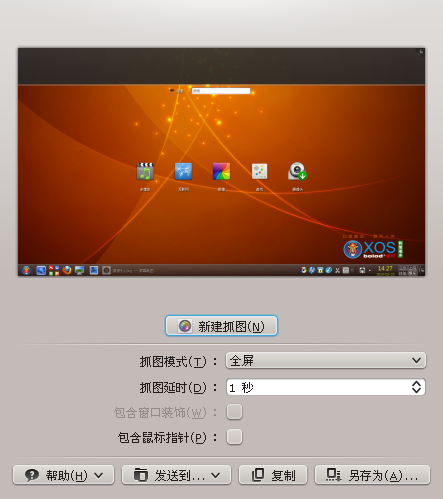 XOS
14:27
新建抓图(N)
抓图模式(T)： 全屏
抓图延时(D)： 1 秒
包含窗口装饰(W)：
包含鼠标指针(P)：
帮助(H) 发送到... 复制 另存为(A)...